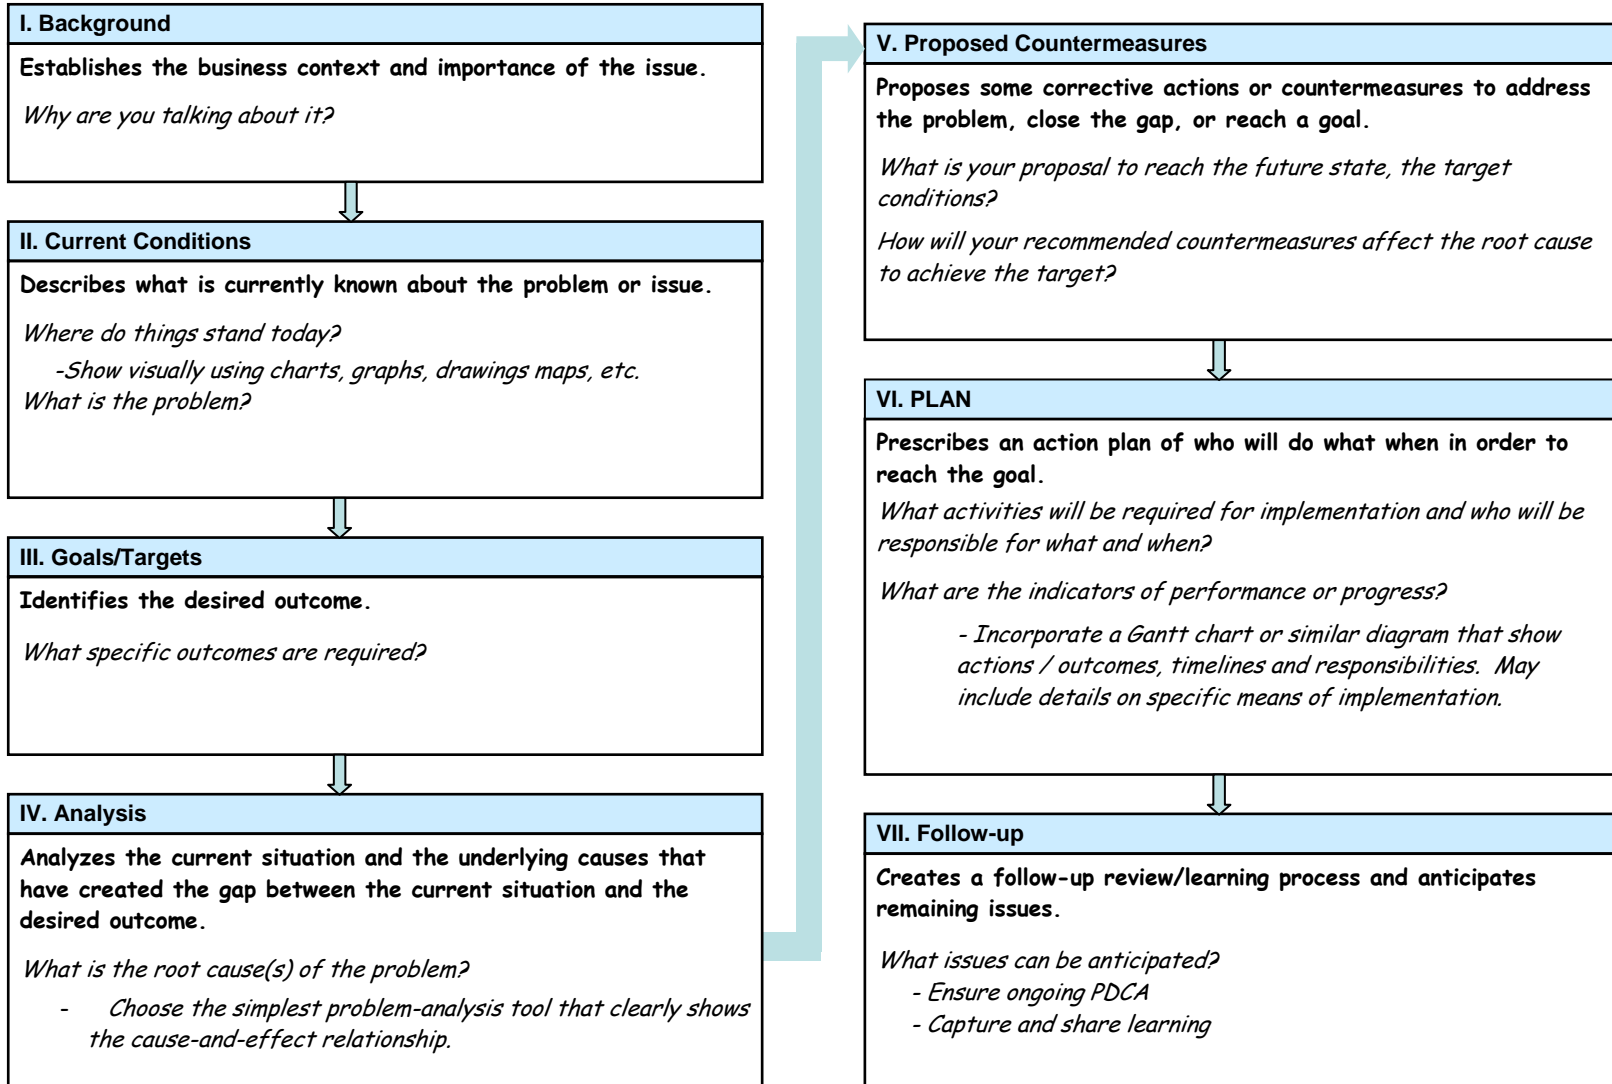 I. Background
Establishes the business context and importance of the issue.
Why are you talking about it?
II. Current Conditions
Describes what is currently known about the problem or issue.
Where do things stand today?
-Show visually using charts, graphs, drawings maps, etc.
What is the problem?
III. Goals/Targets
Identifies the desired outcome.
What specific outcomes are required?
IV. Analysis
Analyzes the current situation and the underlying causes that
have created the gap between the current situation and the
desired outcome.
What is the root cause(s) of the problem?
- Choose the simplest problem-analysis tool that clearly shows
the cause-and-effect relationship.
V. Proposed Countermeasures
Proposes some corrective actions or countermeasures to address
the problem, close the gap, or reach a goal.
What is your proposal to reach the future state, the target
conditions?
How will your recommended countermeasures affect the root cause
to achieve the target?
VI. PLAN
Prescribes an action plan of who will do what when in order to
reach the goal.
What activities will be required for implementation and who will be
responsible for what and when?
What are the indicators of performance or progress?
- Incorporate a Gantt chart or similar diagram that show
actions / outcomes, timelines and responsibilities. May
include details on specific means of implementation.
VII. Follow-up
Creates a follow-up review/learning process and anticipates
remaining issues.
What issues can be anticipated?
- Ensure ongoing PDCA
- Capture and share learning